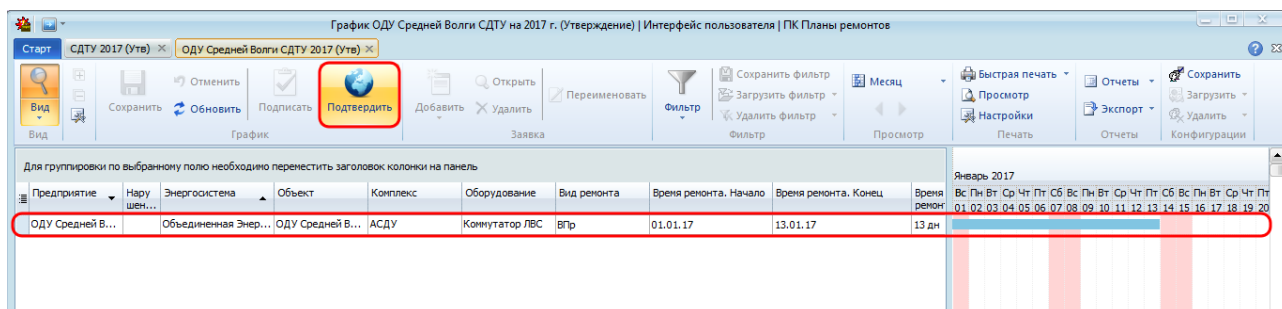 График ОДУ Средней Волги СДТУ на 2017 г. (Утверждение) | Интерфейс пользователя | ПК Планы ремонтов
Старт СДТУ 2017 (Утв) ОДУ Средней Волги СДТУ 2017 (Утв)
Вид Сохранить Отменить Обновить Подписать Подтвердить Добавить Открыть Удалить Переименовать Фильтр Сохранить фильтр Загрузить фильтр Удалить фильтр Месяц Быстрая печать Просмотр Настройки Отчеты Экспорт Сохранить Загрузить Удалить
Вид График Заявка Фильтр Просмотр Печать Отчеты Конфигурации
Для группировки по выбранному полю необходимо переместить заголовок колонки на панель
Январь 2017
Предприятие Нару шен... Энергосистема Объект Комплекс Оборудование Вид ремонта Время ремонта. Начало Время ремонта. Конец Время ремонт Вс Пн Вт Ср Чт Пт Сб Вс Пн Вт Ср Чт Пт Сб Вс Пн Вт Ср Чт Пт
01 02 03 04 05 06 07 08 09 10 11 12 13 14 15 16 17 18 19 20
ОДУ Средней В... Объединенная Энер... ОДУ Средней В... АСДУ Коммутатор ЛВС ВПр 01.01.17 13.01.17 13 дн